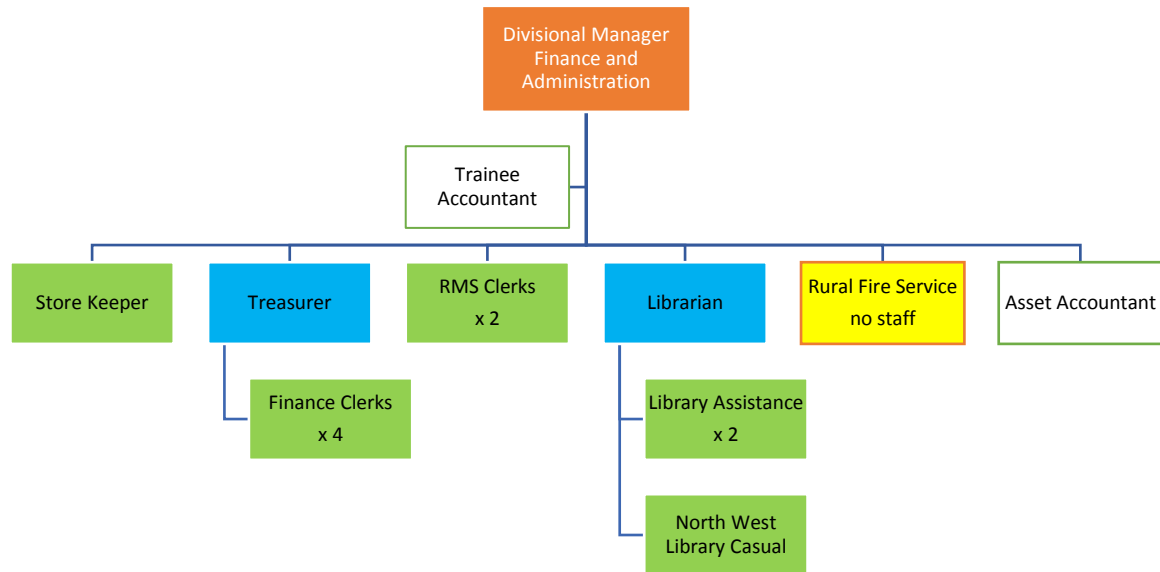 Divisional Manager
Finance and
Administration
Trainee
Accountant
Store Keeper
Treasurer
RMS Clerks
x 2
Librarian
Rural Fire Service
no staff
Asset Accountant
Finance Clerks
x 4
Library Assistance
x 2
North West
Library Casual